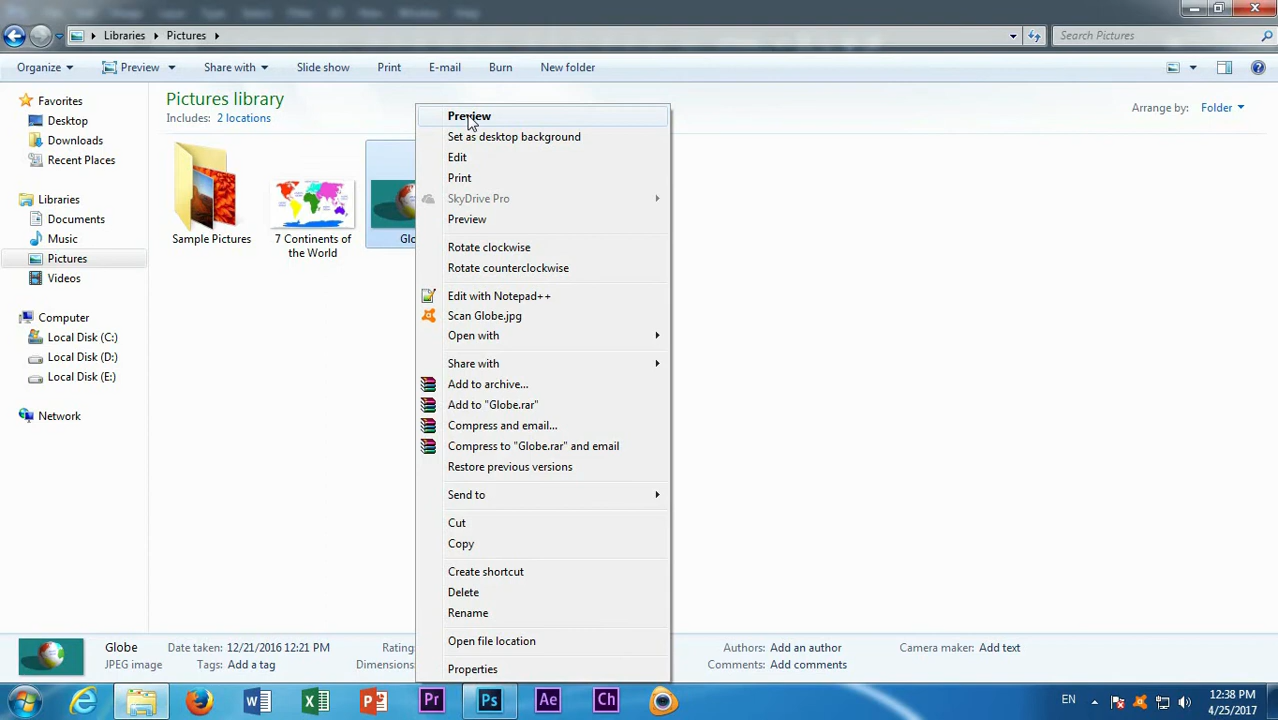 Libraries Pictures
Search Pictures
Organize Preview Share with Slide show Print E-mail Burn New folder
Favorites
Desktop
Downloads
Recent Places
Libraries
Documents
Music
Pictures
Videos
Computer
Local Disk (C:)
Local Disk (D:)
Local Disk (E:)
Network
Pictures library
Includes: 2 locations
Arrange by: Folder
Sample Pictures
7 Continents of
the World
Preview
Set as desktop background
Edit
Print
SkyDrive Pro
Preview
Rotate clockwise
Rotate counterclockwise
Edit with Notepad++
Scan Globe.jpg
Open with
Share with
Add to archive...
Add to "Globe.rar"
Compress and email...
Compress to "Globe.rar" and email
Restore previous versions
Send to
Cut
Copy
Create shortcut
Delete
Rename
Open file location
Properties
Globe Date taken: 12/21/2016 12:21 PM Authors: Add an author Camera maker: Add text
JPEG image Tags: Add a tag Comments: Add comments
W X P Pr Ps Ae Ch
EN
12:38 PM
4/25/2017